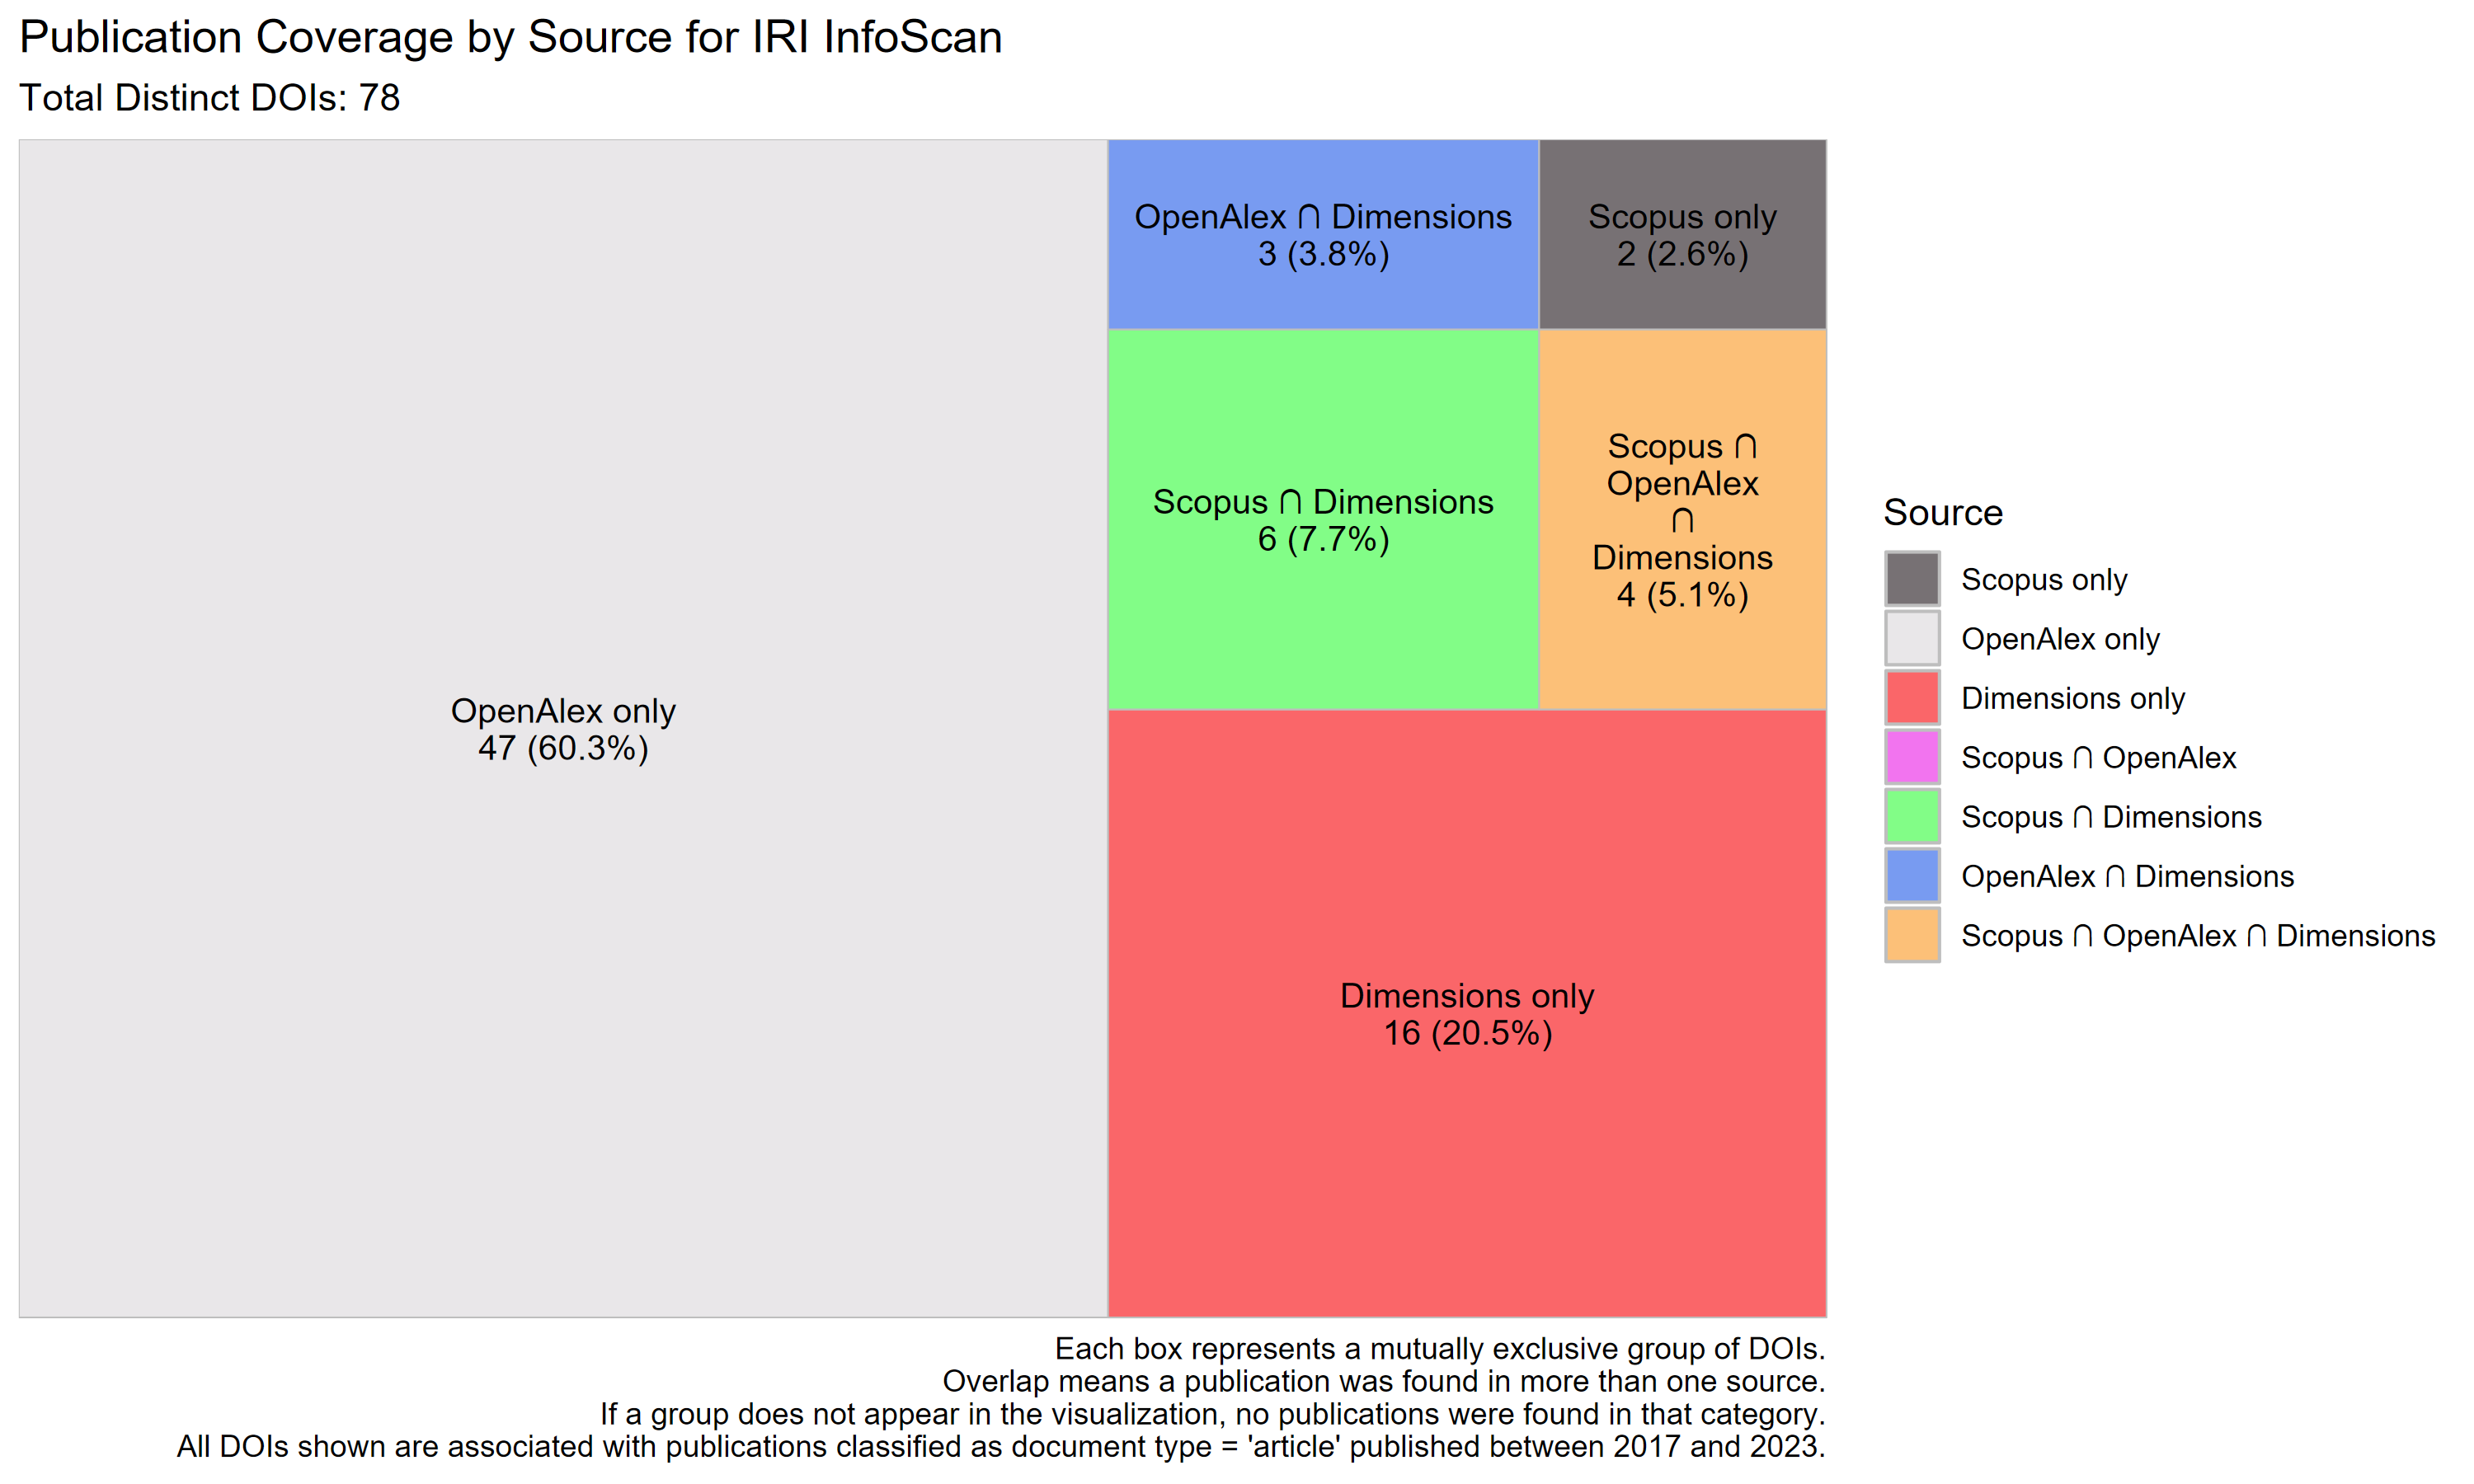 Publication Coverage by Source for IRI InfoScan
Total Distinct DOIs: 78
OpenAlex only
47 (60.3%)
OpenAlex ∩ Dimensions
3 (3.8%)
Scopus only
2 (2.6%)
Scopus ∩ Dimensions
6 (7.7%)
Scopus ∩
OpenAlex
∩
Dimensions
4 (5.1%)
Dimensions only
16 (20.5%)
Source
Scopus only
OpenAlex only
Dimensions only
Scopus ∩ OpenAlex
Scopus ∩ Dimensions
OpenAlex ∩ Dimensions
Scopus ∩ OpenAlex ∩ Dimensions
Each box represents a mutually exclusive group of DOIs.
Overlap means a publication was found in more than one source.
If a group does not appear in the visualization, no publications were found in that category.
All DOIs shown are associated with publications classified as document type = 'article' published between 2017 and 2023.